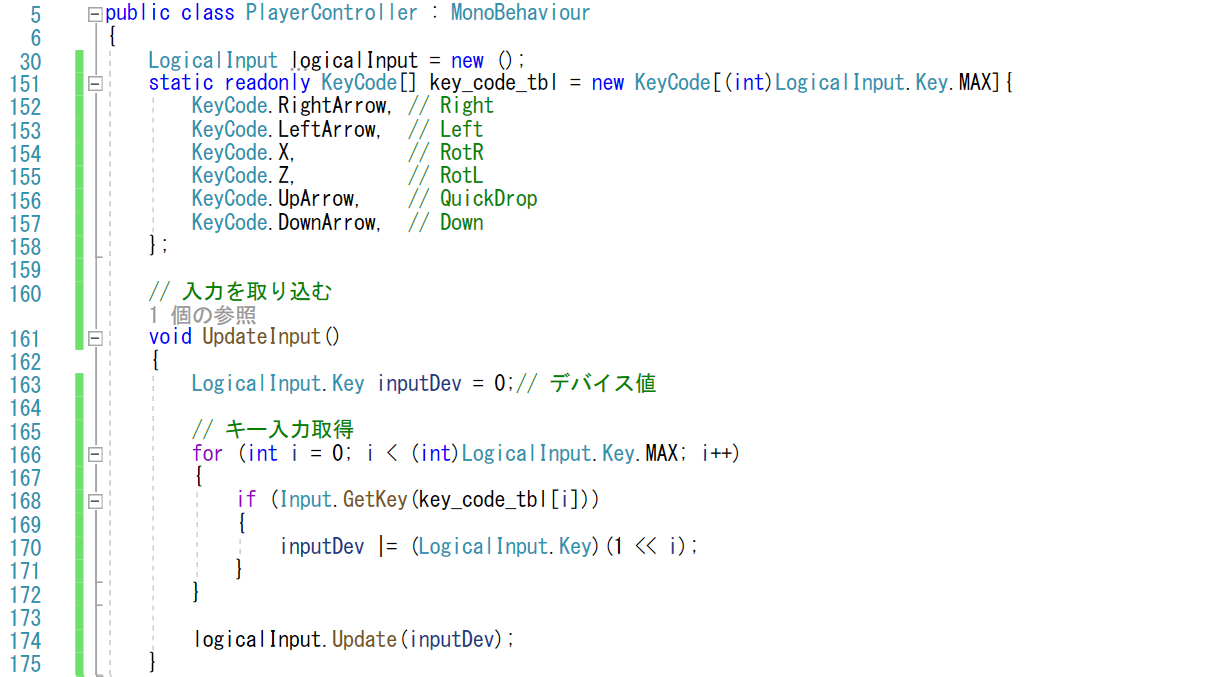 5 public class PlayerController : MonoBehaviour
6 {
30 LogicalInput logicalInput = new ();
151 static readonly KeyCode[] key_code_tbl = new KeyCode[(int)LogicalInput.Key.MAX]{
152 KeyCode.RightArrow, // Right
153 KeyCode.LeftArrow, // Left
154 KeyCode.X, // RotR
155 KeyCode.Z, // RotL
156 KeyCode.UpArrow, // QuickDrop
157 KeyCode.DownArrow, // Down
158 };
159
160 // 入力を取り込む
1 個の参照
161 void UpdateInput()
162 {
163 LogicalInput.Key inputDev = 0;// デバイス値
164
165 // キー入力取得
166 for (int i = 0; i < (int)LogicalInput.Key.MAX; i++)
167 {
168 if (Input.GetKey(key_code_tbl[i]))
169 {
170 inputDev |= (LogicalInput.Key)(1 << i);
171 }
172 }
173
174 logicalInput.Update(inputDev);
175 }